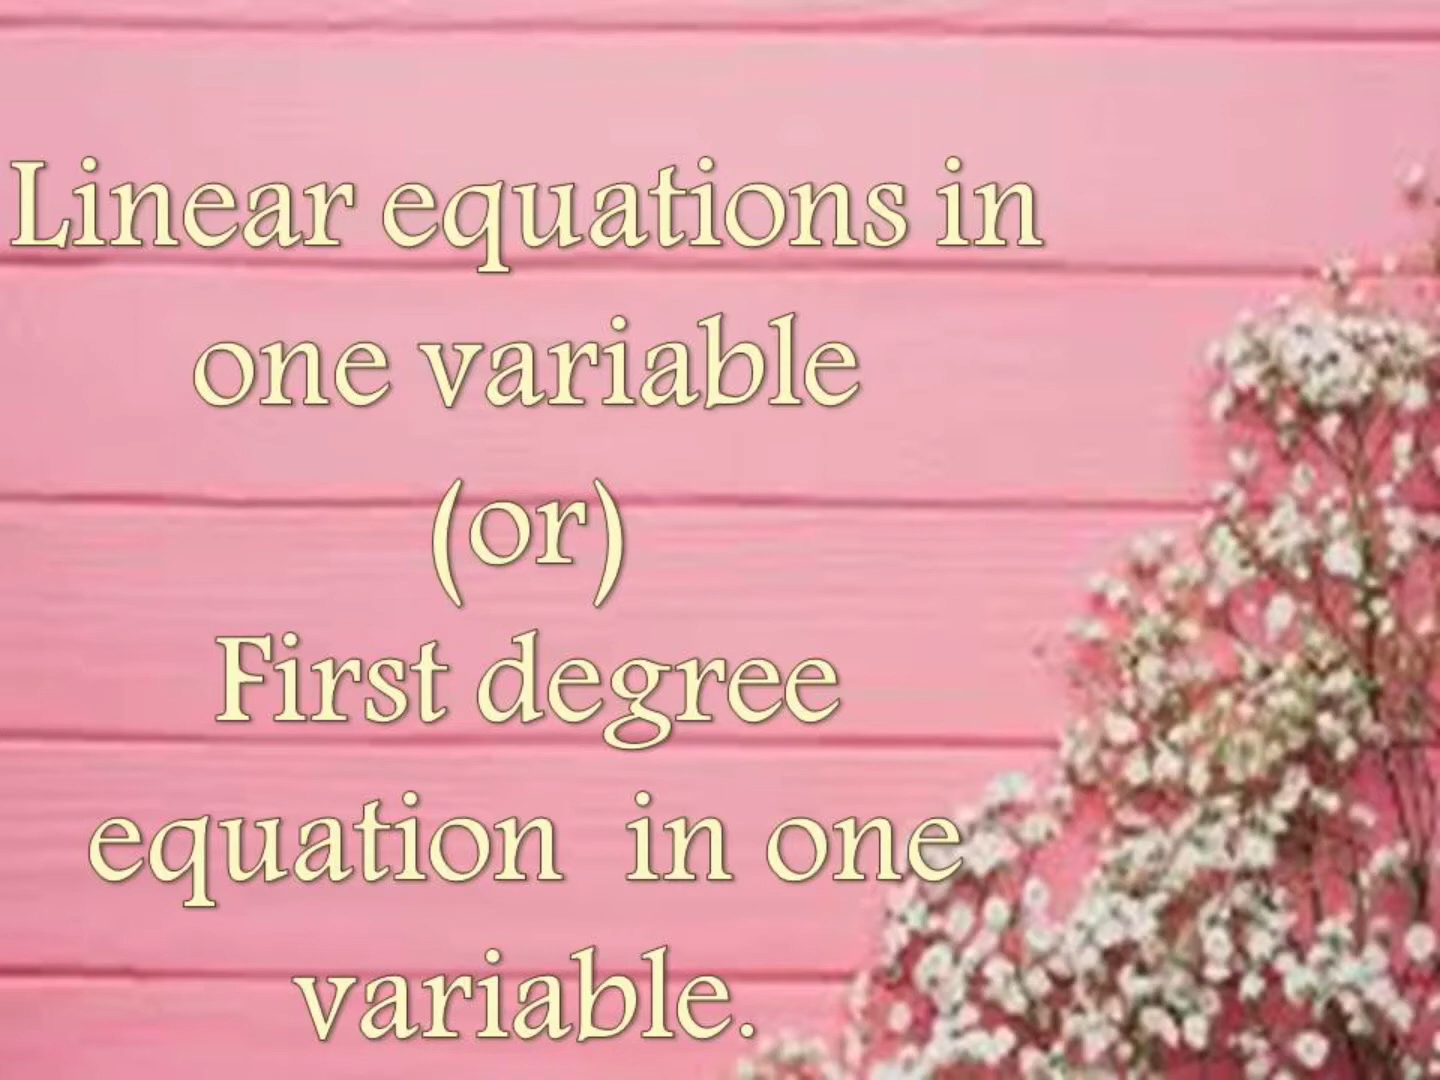 Linear equations in
one variable
(or)
First degree
equation  in one
variable.